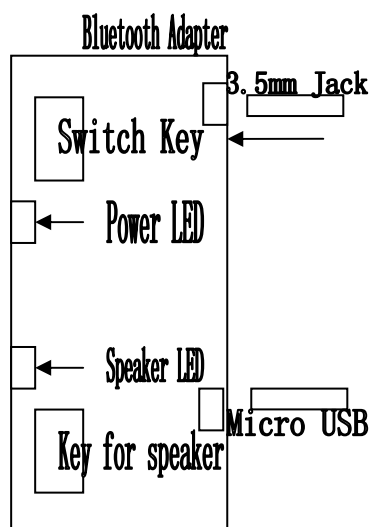 Bluetooth Adapter
3.5mm Jack
Switch Key
Power LED
Speaker LED
Micro USB
Key for speaker